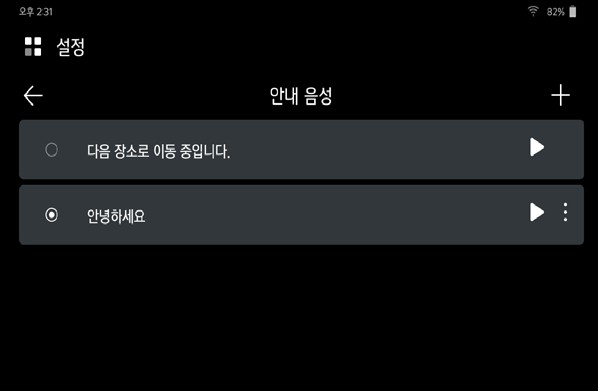 오후 2:31
82%
설정
안내 음성
다음 장소로 이동 중입니다.
안녕하세요